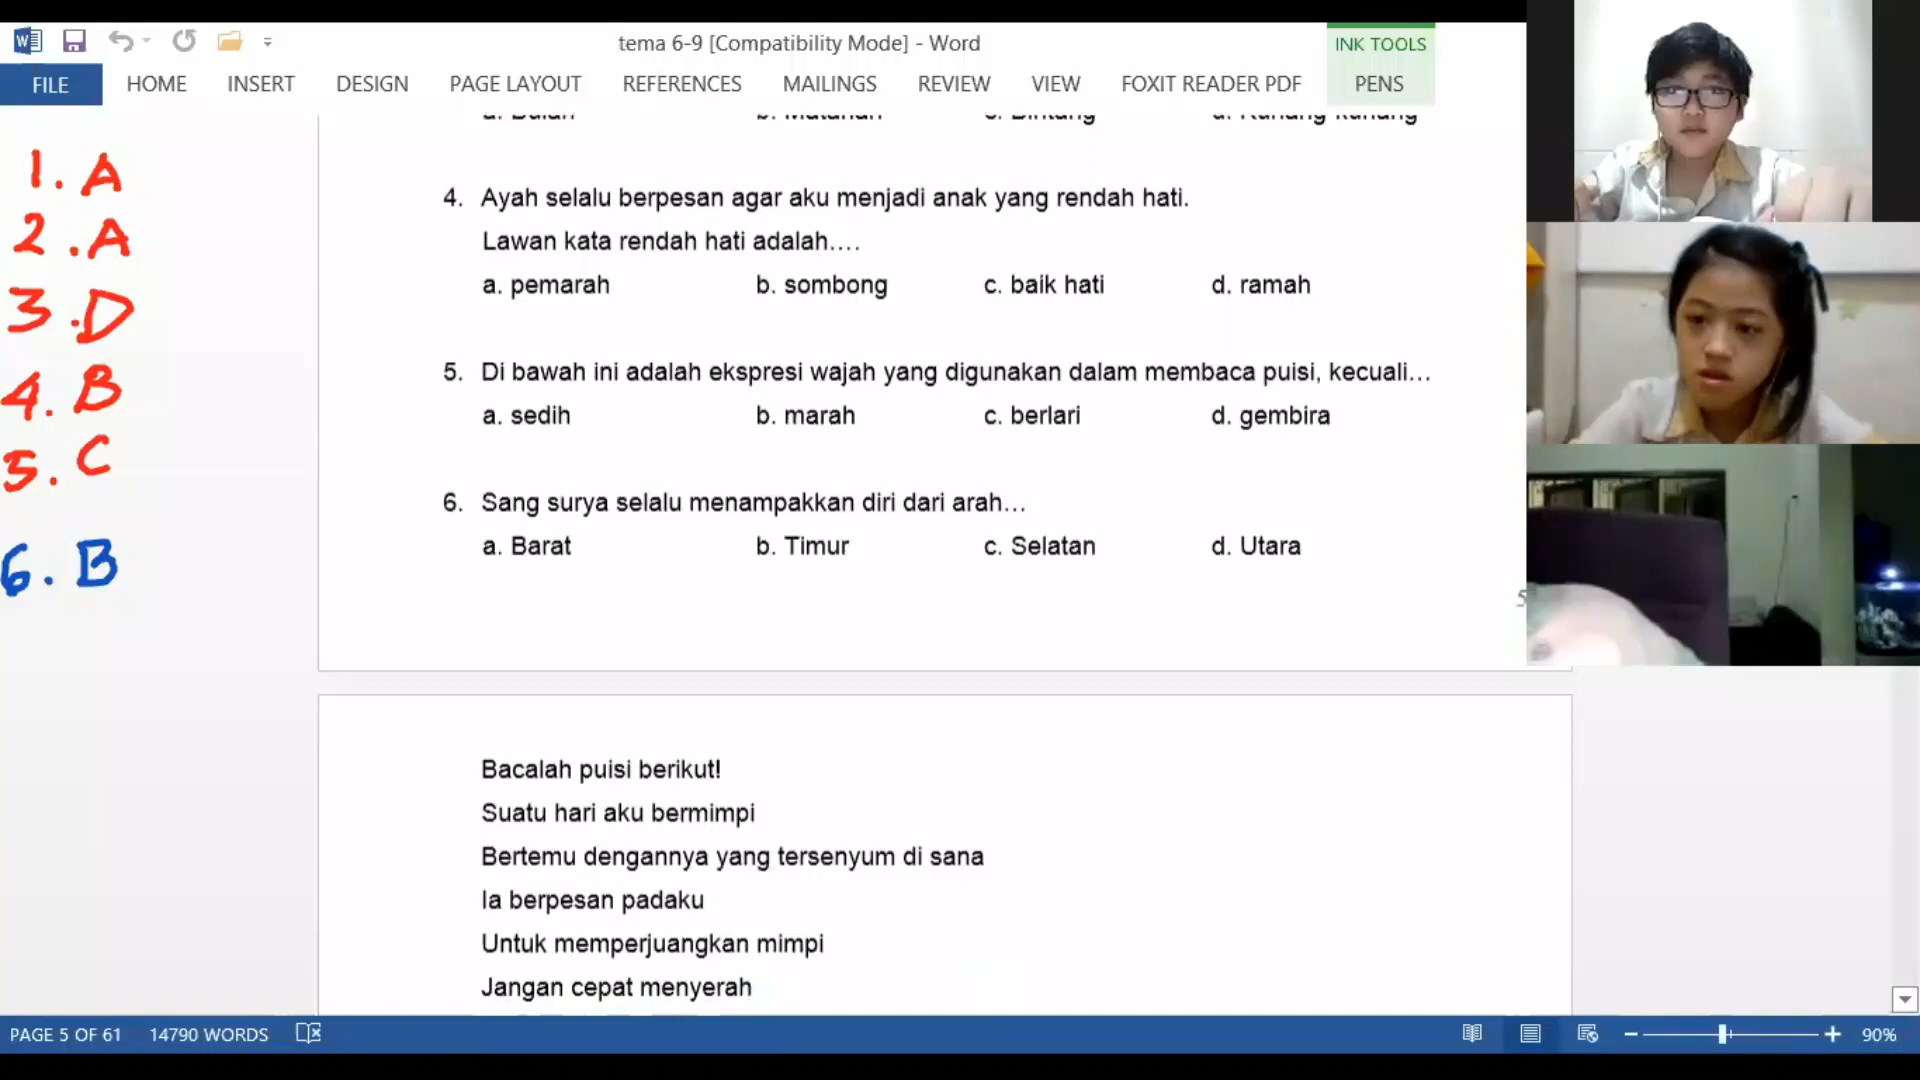 tema 6-9 [Compatibility Mode] - Word
INK TOOLS
FILE HOME INSERT DESIGN PAGE LAYOUT REFERENCES MAILINGS REVIEW VIEW FOXIT READER PDF PENS
1. A
2. A
3. D
4. B
5. C
6. B
4. Ayah selalu berpesan agar aku menjadi anak yang rendah hati.
Lawan kata rendah hati adalah....
a. pemarah b. sombong c. baik hati d. ramah
5. Di bawah ini adalah ekspresi wajah yang digunakan dalam membaca puisi, kecuali...
a. sedih b. marah c. berlari d. gembira
6. Sang surya selalu menampakkan diri dari arah...
a. Barat b. Timur c. Selatan d. Utara
5
Bacalah puisi berikut!
Suatu hari aku bermimpi
Bertemu dengannya yang tersenyum di sana
Ia berpesan padaku
Untuk memperjuangkan mimpi
Jangan cepat menyerah
PAGE 5 OF 61 14790 WORDS 90%